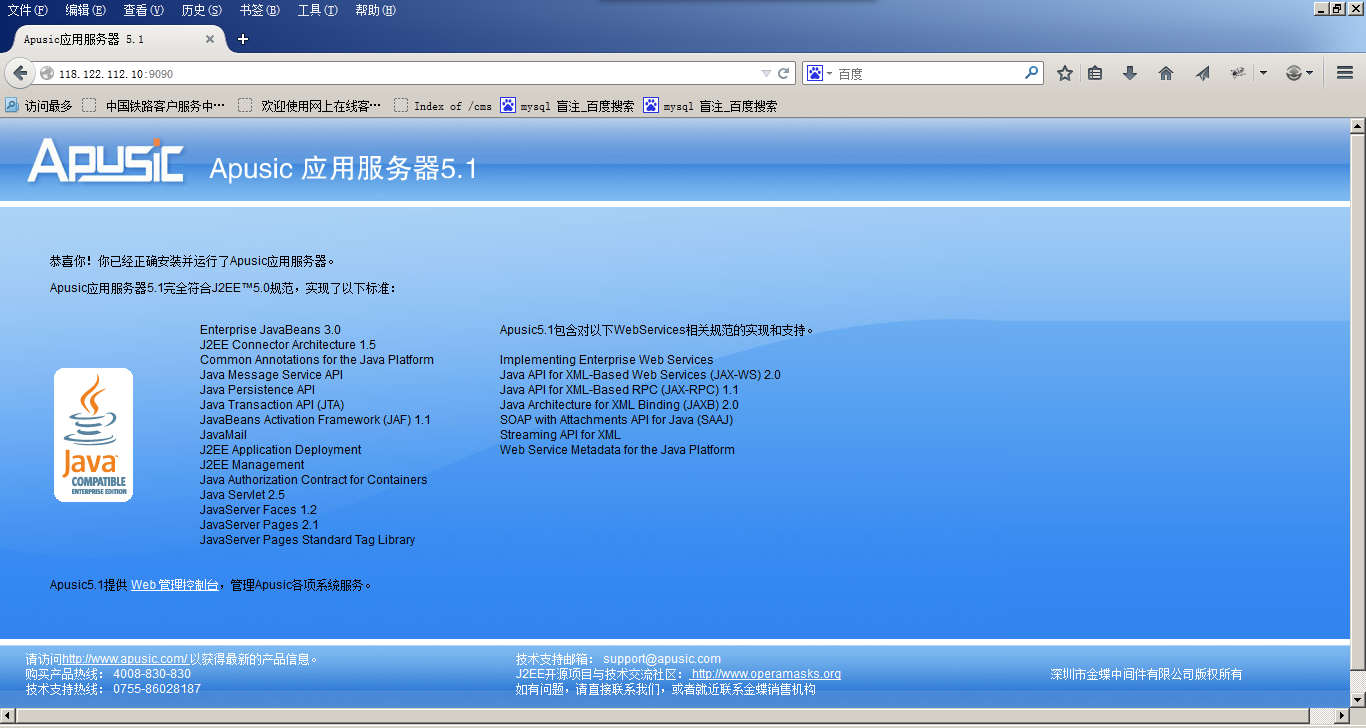 文件(F) 编辑(E) 查看(V) 历史(S) 书签(B) 工具(T) 帮助(H)
Apusic应用服务器 5.1
118.122.112.10:9090
百度
访问最多 中国铁路客户服务中… 欢迎使用网上在线客… Index of /cms mysql 盲注_百度搜索 mysql 盲注_百度搜索
Apusic Apusic 应用服务器5.1
恭喜你！你已经正确安装并运行了Apusic应用服务器。
Apusic应用服务器5.1完全符合J2EE™5.0规范，实现了以下标准：
Enterprise JavaBeans 3.0
J2EE Connector Architecture 1.5
Common Annotations for the Java Platform
Java Message Service API
Java Persistence API
Java Transaction API (JTA)
JavaBeans Activation Framework (JAF) 1.1
JavaMail
J2EE Application Deployment
J2EE Management
Java Authorization Contract for Containers
Java Servlet 2.5
JavaServer Faces 1.2
JavaServer Pages 2.1
JavaServer Pages Standard Tag Library
Apusic5.1包含对以下WebServices相关规范的实现和支持。
Implementing Enterprise Web Services
Java API for XML-Based Web Services (JAX-WS) 2.0
Java API for XML-Based RPC (JAX-RPC) 1.1
Java Architecture for XML Binding (JAXB) 2.0
SOAP with Attachments API for Java (SAAJ)
Streaming API for XML
Web Service Metadata for the Java Platform
Java™
COMPATIBLE
ENTERPRISE EDITION
Apusic5.1提供 Web 管理控制台，管理Apusic各项系统服务。
请访问http://www.apusic.com/ 以获得最新的产品信息。
购买产品热线： 4008-830-830
技术支持热线： 0755-86028187
技术支持邮箱： support@apusic.com
J2EE开源项目与技术交流社区： http://www.operamasks.org
如有问题，请直接联系我们，或者就近联系金蝶销售机构
深圳市金蝶中间件有限公司版权所有